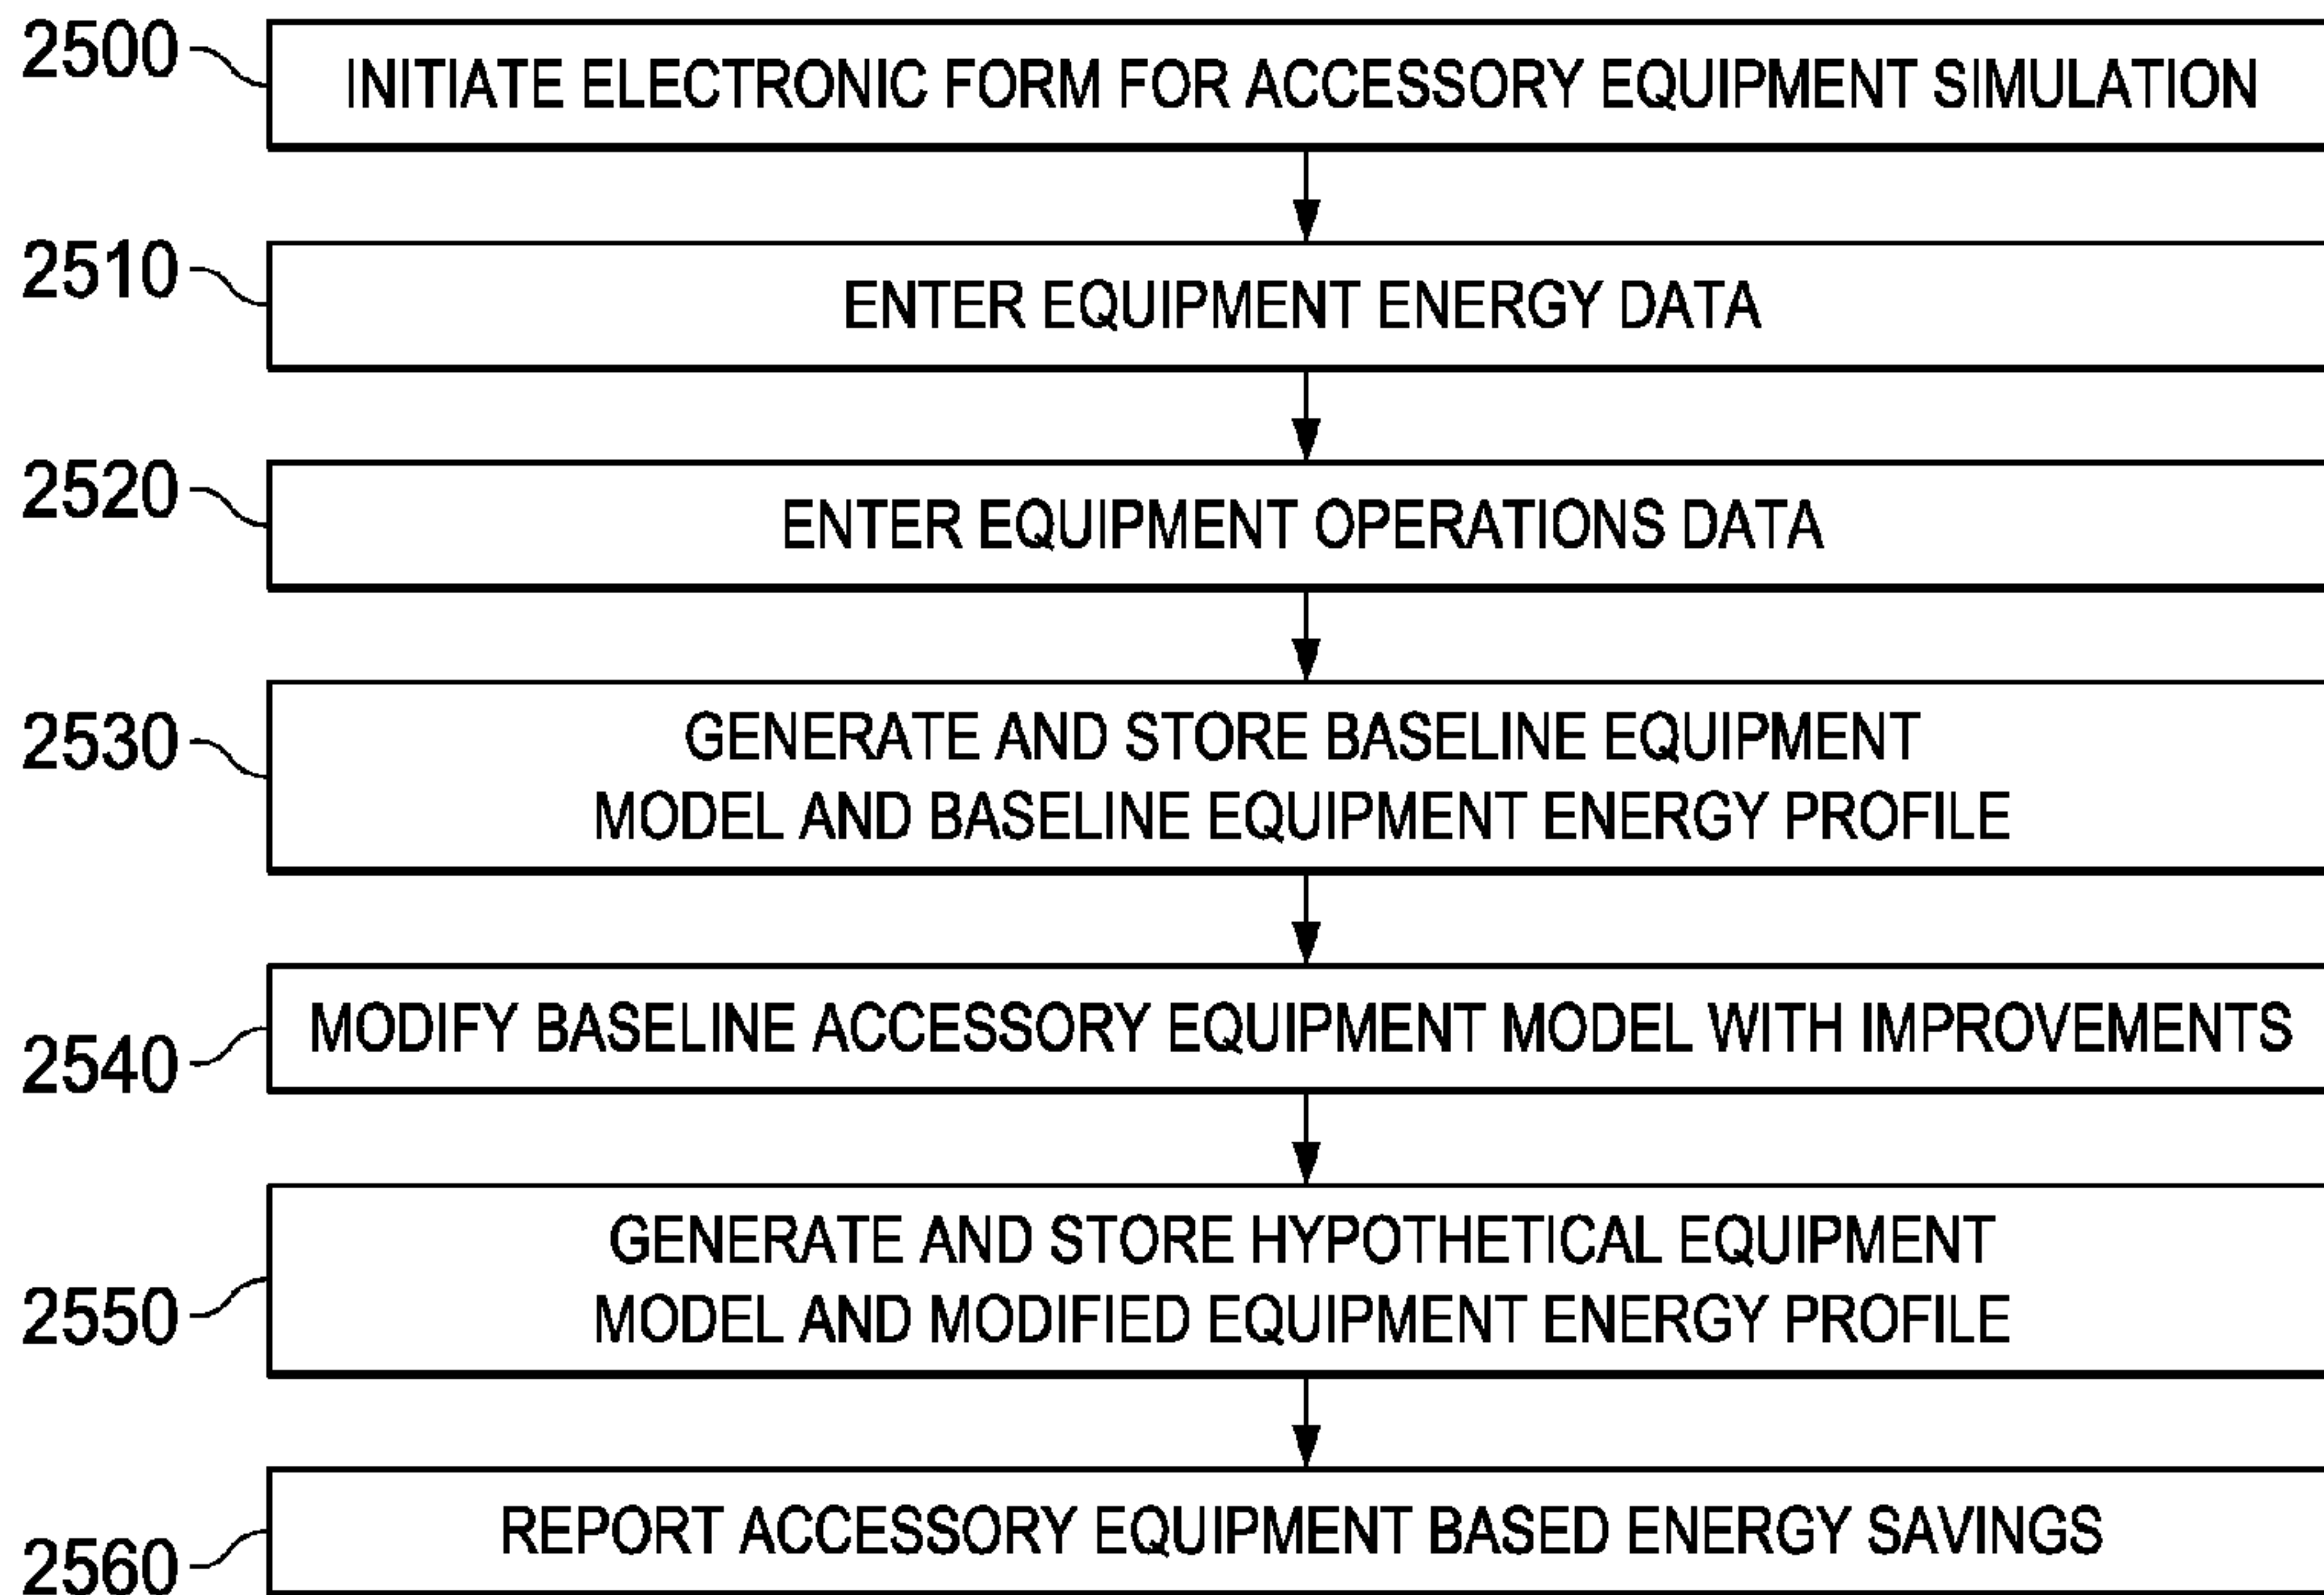 2500
INITIATE ELECTRONIC FORM FOR ACCESSORY EQUIPMENT SIMULATION
2510
ENTER EQUIPMENT ENERGY DATA
2520
ENTER EQUIPMENT OPERATIONS DATA
2530
GENERATE AND STORE BASELINE EQUIPMENT
MODEL AND BASELINE EQUIPMENT ENERGY PROFILE
2540
MODIFY BASELINE ACCESSORY EQUIPMENT MODEL WITH IMPROVEMENTS
2550
GENERATE AND STORE HYPOTHETICAL EQUIPMENT
MODEL AND MODIFIED EQUIPMENT ENERGY PROFILE
2560
REPORT ACCESSORY EQUIPMENT BASED ENERGY SAVINGS